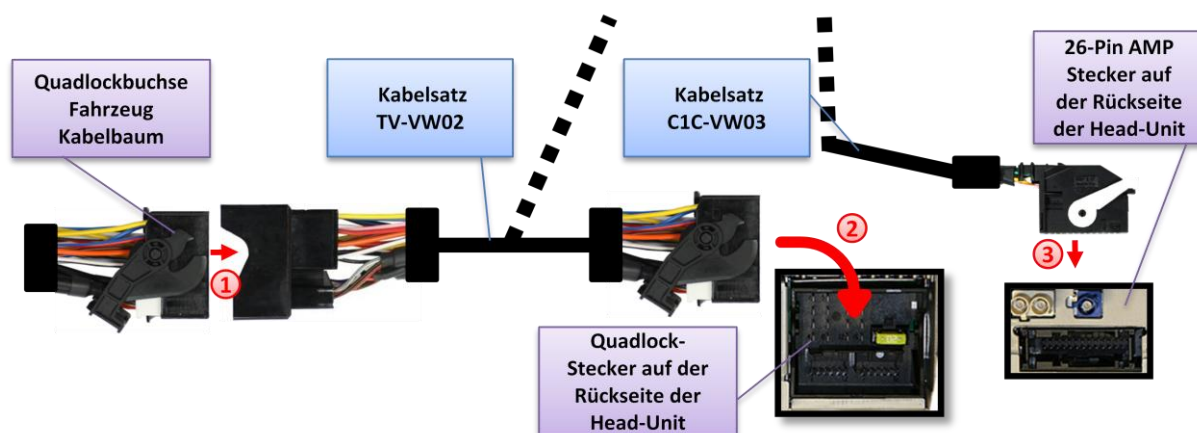 Quadlockbuchse
Fahrzeug
Kabelbaum
Kabelsatz
TV-VW02
Kabelsatz
C1C-VW03
26-Pin AMP
Stecker auf
der Rückseite
der Head-Unit
1
2
3
Quadlock-
Stecker auf der
Rückseite der
Head-Unit